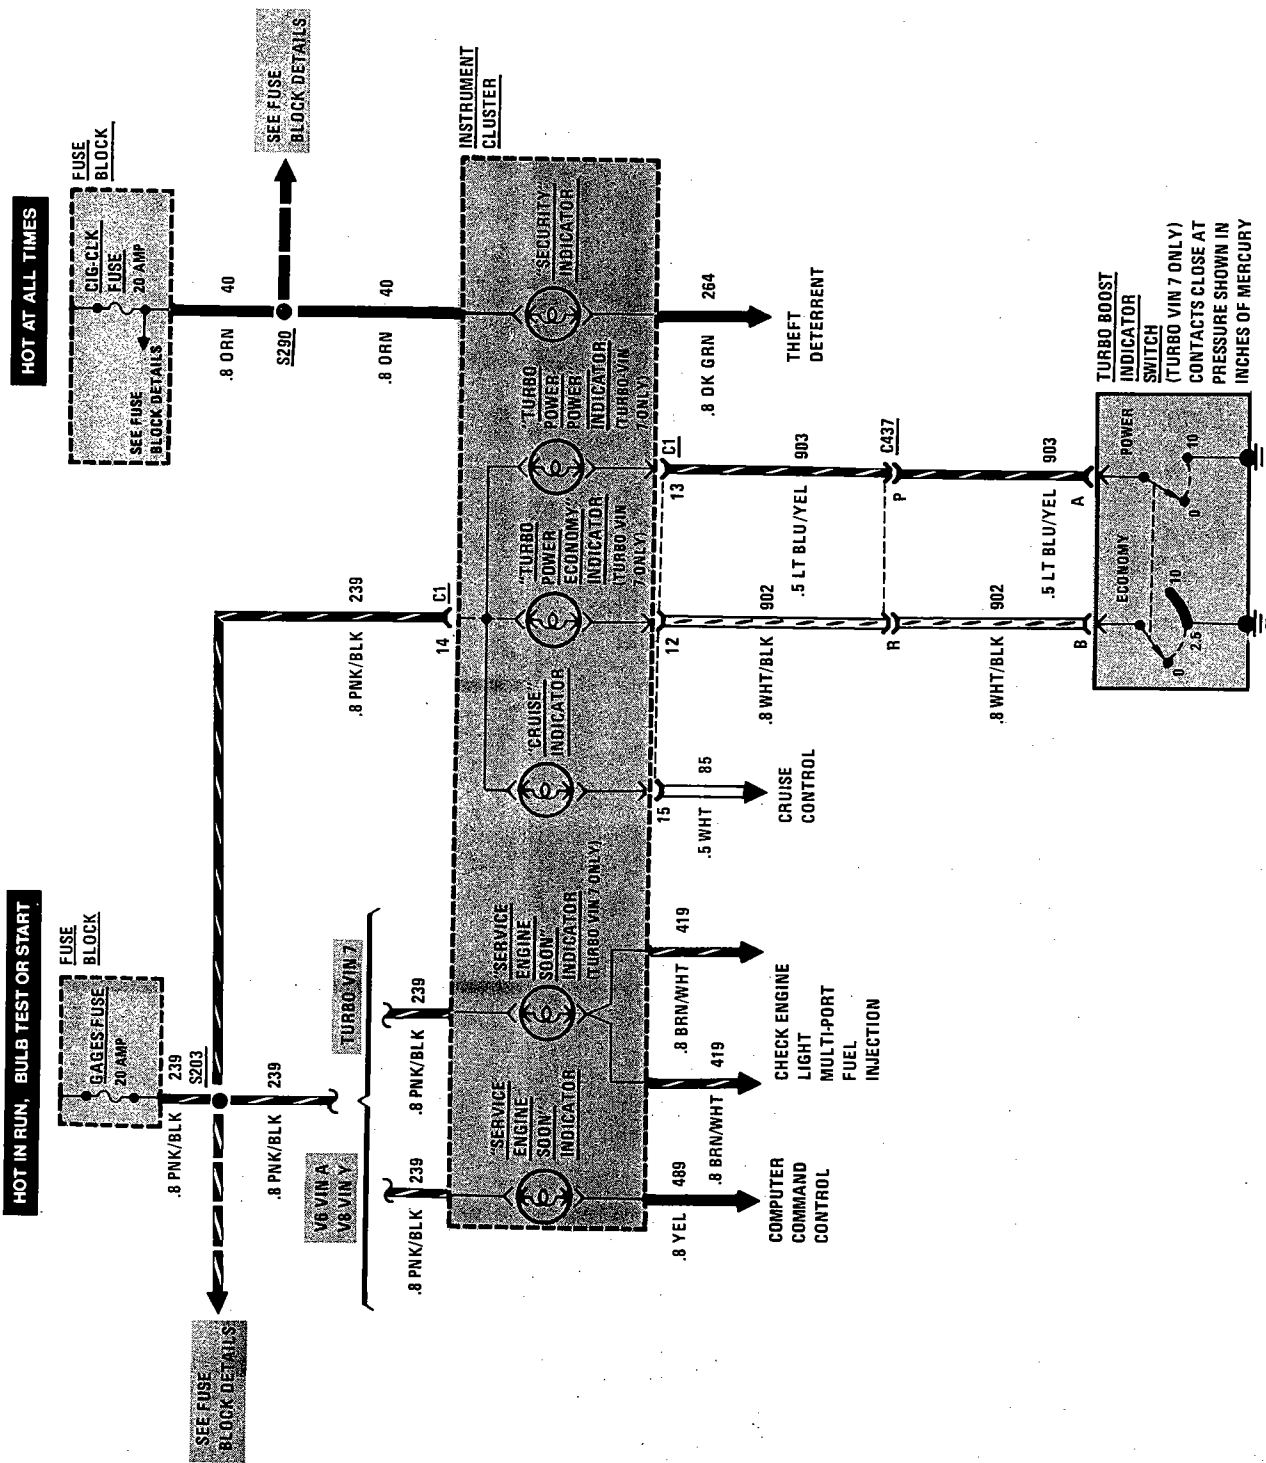 HOT IN RUN, BULB TEST OR START
HOT AT ALL TIMES
FUSE
BLOCK
GAGES FUSE
20 AMP
239
S203
.8 PNK/BLK
239
.8 PNK/BLK
SEE FUSE
BLOCK DETAILS
FUSE
BLOCK
CIG-CLK
FUSE
20 AMP
SEE FUSE
BLOCK DETAILS
40
.8 ORN
S290
SEE FUSE
BLOCK DETAILS
40
.8 ORN
V6 VIN A
V8 VIN Y
TURBO VIN 7
239
.8 PNK/BLK
239
.8 PNK/BLK
239
.8 PNK/BLK
14
C1
INSTRUMENT
CLUSTER
"SERVICE
ENGINE
SOON"
INDICATOR
"SERVICE
ENGINE
SOON"
INDICATOR
(TURBO VIN 7 ONLY)
"CRUISE"
INDICATOR
"TURBO
POWER
ECONOMY"
INDICATOR
(TURBO VIN
7 ONLY)
"TURBO
POWER
POWER
INDICATOR
(TURBO VIN
7 ONLY)
"SECURITY"
INDICATOR
489
.8 YEL
419
.8 BRN/WHT
419
.8 BRN/WHT
15
85
.5 WHT
12
902
.8 WHT/BLK
13
C1
903
.5 LT BLU/YEL
264
.8 DK GRN
COMPUTER
COMMAND
CONTROL
CHECK ENGINE
LIGHT
MULTI-PORT
FUEL
INJECTION
CRUISE
CONTROL
THEFT
DETERRENT
R
P
C437
902
.8 WHT/BLK
903
.5 LT BLU/YEL
B
A
ECONOMY
POWER
0
2.5
10
0
10
TURBO BOOST
INDICATOR
SWITCH
(TURBO VIN 7 ONLY)
CONTACTS CLOSE AT
PRESSURE SHOWN IN
INCHES OF MERCURY